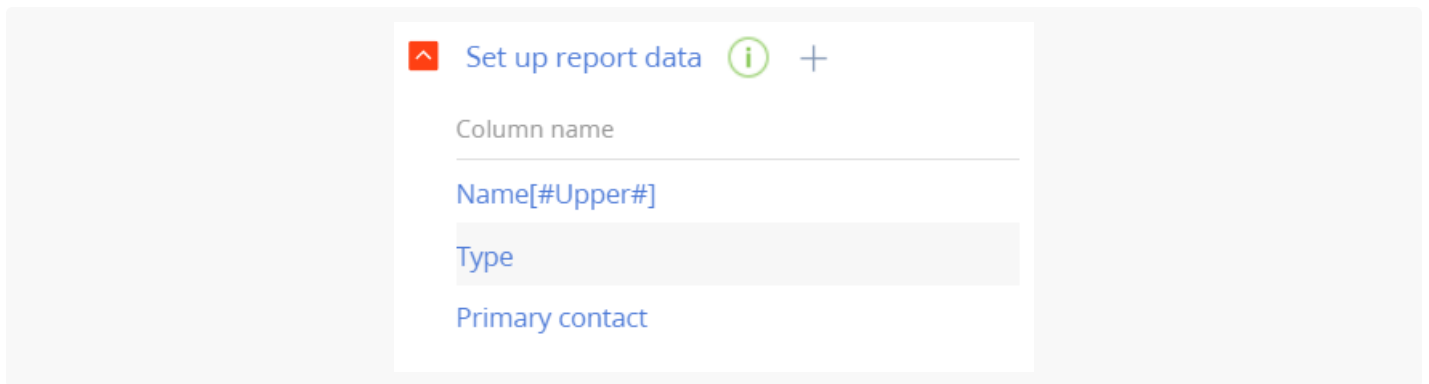 Set up report data
Column name
Name[#Upper#]
Type
Primary contact